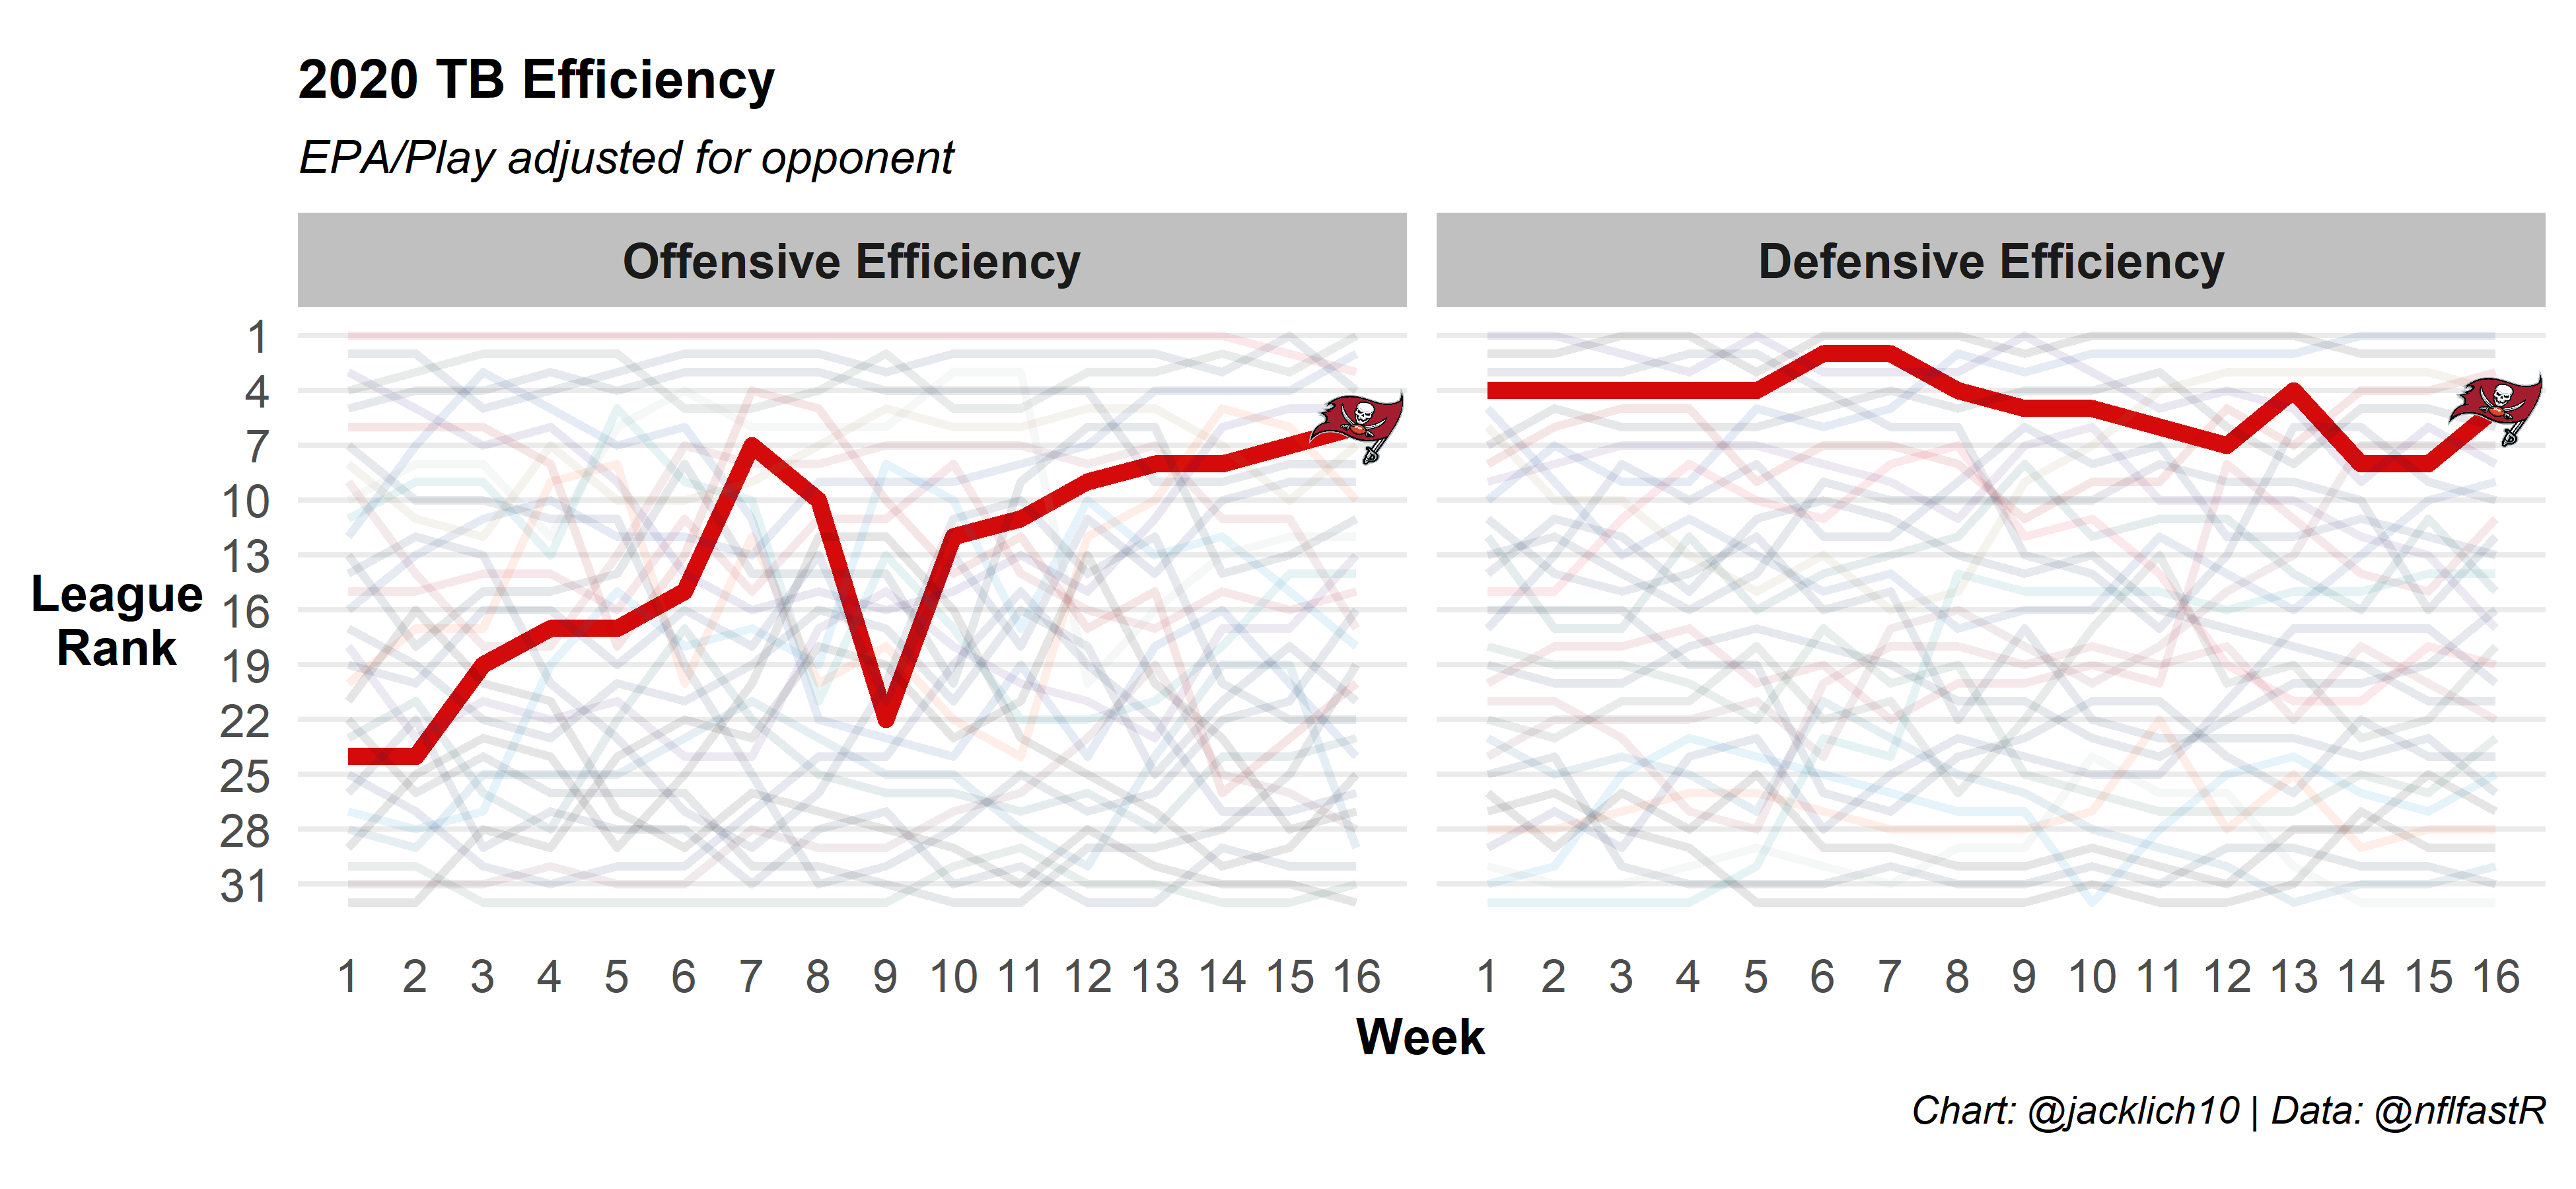 2020 TB Efficiency
EPA/Play adjusted for opponent
Offensive Efficiency
Defensive Efficiency
League
Rank
1
4
7
10
13
16
19
22
25
28
31
1 2 3 4 5 6 7 8 9 10 11 12 13 14 15 16
1 2 3 4 5 6 7 8 9 10 11 12 13 14 15 16
Week
Chart: @jacklich10 | Data: @nflfastR